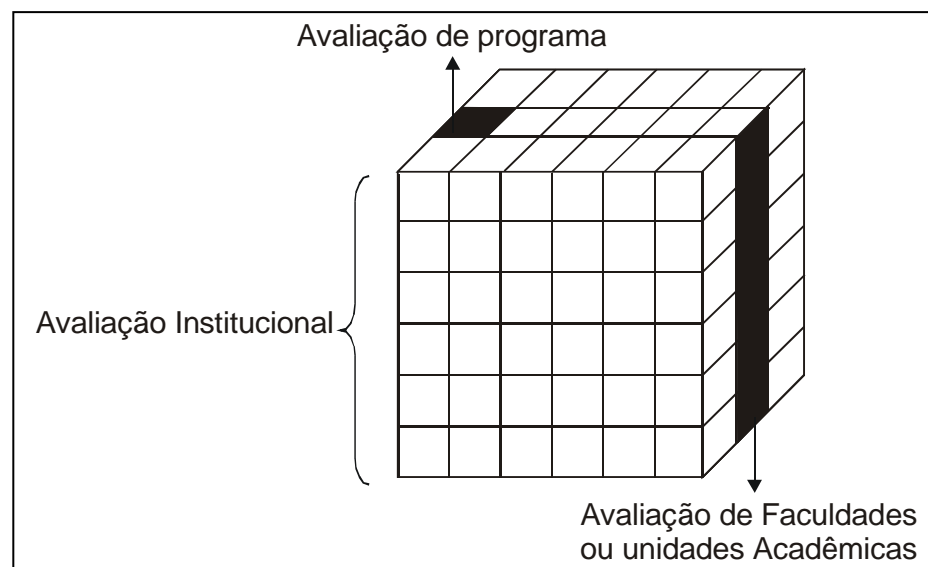 Avaliação de programa
Avaliação Institucional
Avaliação de Faculdades
ou unidades Acadêmicas